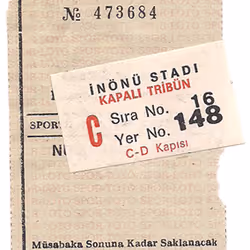 № 473684
İNÖNÜ STADI
KAPALI TRİBÜN
C Sıra No. 16
Yer No. 148
C-D Kapısı
SPOR
Müsabaka Sonuna Kadar Saklanacak